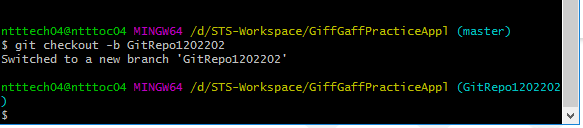 ntttech04@ntttoc04 MINGW64 /d/STS-Workspace/GiffGaffPracticeAppl (master)
$ git checkout -b GitRepo1202202
Switched to a new branch 'GitRepo1202202'
ntttech04@ntttoc04 MINGW64 /d/STS-Workspace/GiffGaffPracticeAppl (GitRepo1202202
)
$